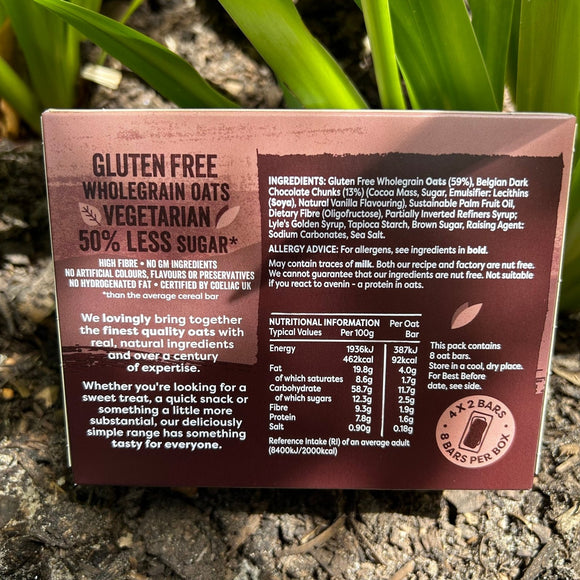 GLUTEN FREE
WHOLEGRAIN OATS
VEGETARIAN
50% LESS SUGAR*
HIGH FIBRE • NO GM INGREDIENTS
NO ARTIFICIAL COLOURS, FLAVOURS OR PRESERVATIVES
NO HYDROGENATED FAT • CERTIFIED BY COELIAC UK
*than the average cereal bar
We lovingly bring together
the finest quality oats with
real, natural ingredients
and over a century
of expertise.
Whether you're looking for a
sweet treat, a quick snack or
something a little more
substantial, our deliciously
simple range has something
tasty for everyone.
INGREDIENTS: Gluten Free Wholegrain Oats (59%), Belgian Dark
Chocolate Chunks (13%) (Cocoa Mass, Sugar, Emulsifier: Lecithins
(Soya), Natural Vanilla Flavouring), Sustainable Palm Fruit Oil,
Dietary Fibre (Oligofructose), Partially Inverted Refiners Syrup;
Lyle's Golden Syrup, Tapioca Starch, Brown Sugar, Raising Agent:
Sodium Carbonates, Sea Salt.
ALLERGY ADVICE: For allergens, see ingredients in bold.
May contain traces of milk. Both our recipe and factory are nut free.
We cannot guarantee that our ingredients are nut free. Not suitable
if you react to avenin - a protein in oats.
NUTRITIONAL INFORMATION Per Oat
Typical Values Per 100g Bar
Energy 1936kJ 387kJ
462kcal 92kcal
Fat 19.8g 4.0g
of which saturates 8.6g 1.7g
Carbohydrate 58.7g 11.7g
of which sugars 12.3g 2.5g
Fibre 9.3g 1.9g
Protein 7.8g 1.6g
Salt 0.90g 0.18g
Reference Intake (RI) of an average adult
(8400kJ/2000kcal)
This pack contains
8 oat bars.
Store in a cool, dry place.
For Best Before
date, see side.
4 X 2 BARS
8 BARS PER BOX